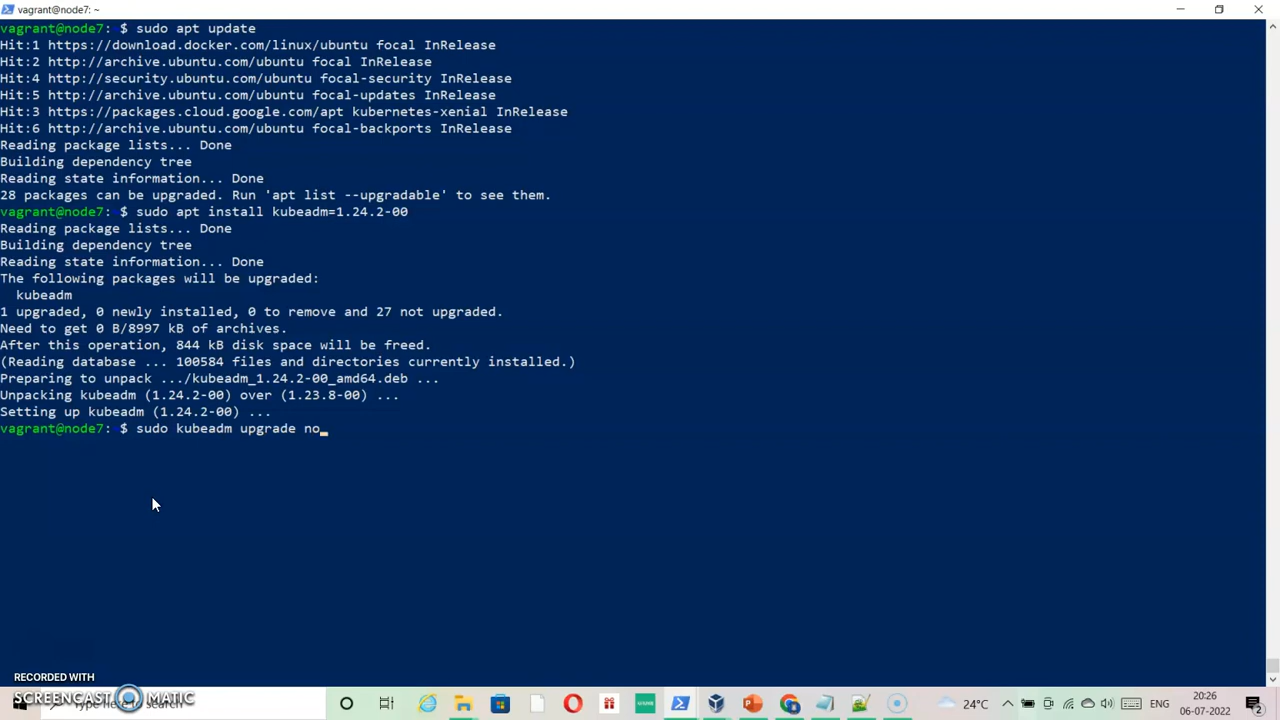 vagrant@node7: ~
vagrant@node7: $ sudo apt update
Hit:1 https://download.docker.com/linux/ubuntu focal InRelease
Hit:2 http://archive.ubuntu.com/ubuntu focal InRelease
Hit:4 http://security.ubuntu.com/ubuntu focal-security InRelease
Hit:5 http://archive.ubuntu.com/ubuntu focal-updates InRelease
Hit:3 https://packages.cloud.google.com/apt kubernetes-xenial InRelease
Hit:6 http://archive.ubuntu.com/ubuntu focal-backports InRelease
Reading package lists... Done
Building dependency tree
Reading state information... Done
28 packages can be upgraded. Run 'apt list --upgradable' to see them.
vagrant@node7: $ sudo apt install kubeadm=1.24.2-00
Reading package lists... Done
Building dependency tree
Reading state information... Done
The following packages will be upgraded:
kubeadm
1 upgraded, 0 newly installed, 0 to remove and 27 not upgraded.
Need to get 0 B/8997 kB of archives.
After this operation, 844 kB disk space will be freed.
(Reading database ... 100584 files and directories currently installed.)
Preparing to unpack .../kubeadm_1.24.2-00_amd64.deb ...
Unpacking kubeadm (1.24.2-00) over (1.23.8-00) ...
Setting up kubeadm (1.24.2-00) ...
vagrant@node7: $ sudo kubeadm upgrade no_
RECORDED WITH
SCREENCAST MATIC
Type here to search
24°C
ENG
20:26
06-07-2022
2